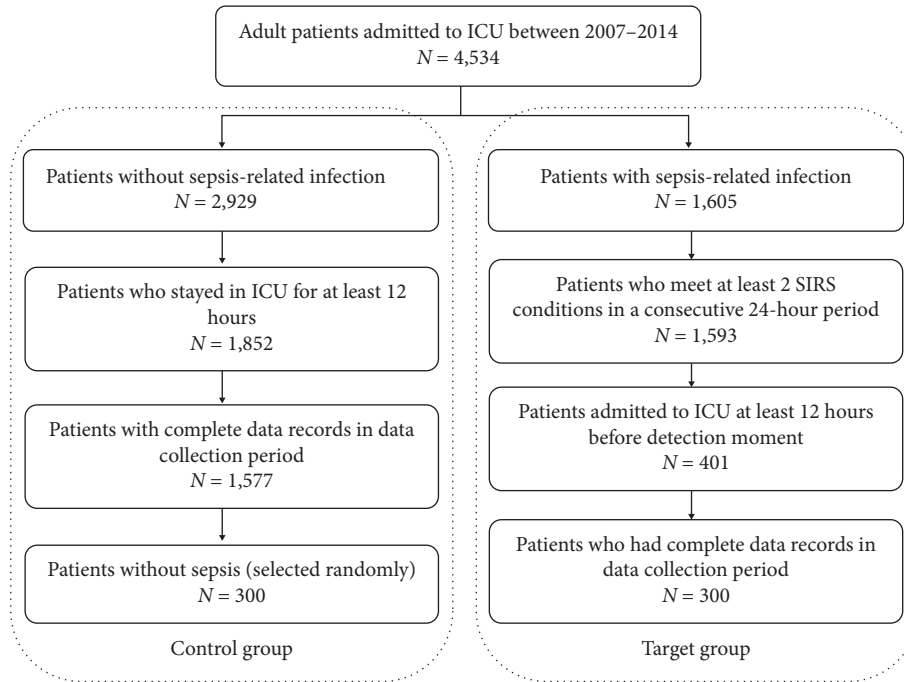 Adult patients admitted to ICU between 2007–2014
N = 4,534
Patients without sepsis-related infection
N = 2,929
Patients who stayed in ICU for at least 12
hours
N = 1,852
Patients with complete data records in data
collection period
N = 1,577
Patients without sepsis (selected randomly)
N = 300
Control group
Patients with sepsis-related infection
N = 1,605
Patients who meet at least 2 SIRS
conditions in a consecutive 24-hour period
N = 1,593
Patients admitted to ICU at least 12 hours
before detection moment
N = 401
Patients who had complete data records in
data collection period
N = 300
Target group